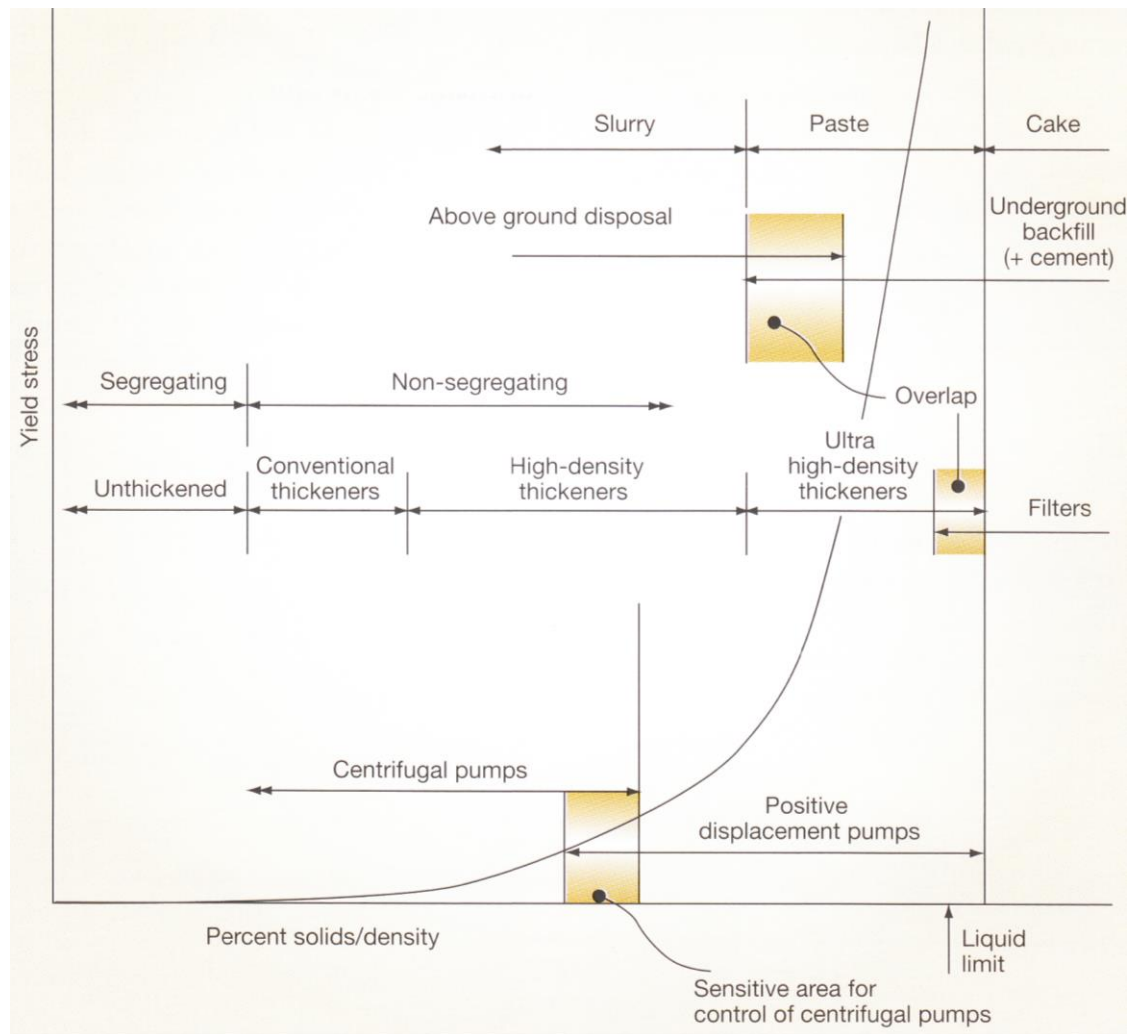 Slurry
Paste
Cake
Above ground disposal
Underground
backfill
(+ cement)
Yield stress
Segregating
Non-segregating
Overlap
Unthickened
Conventional
thickeners
High-density
thickeners
Ultra
high-density
thickeners
Filters
Centrifugal pumps
Positive
displacement pumps
Percent solids/density
Liquid
limit
Sensitive area for
control of centrifugal pumps